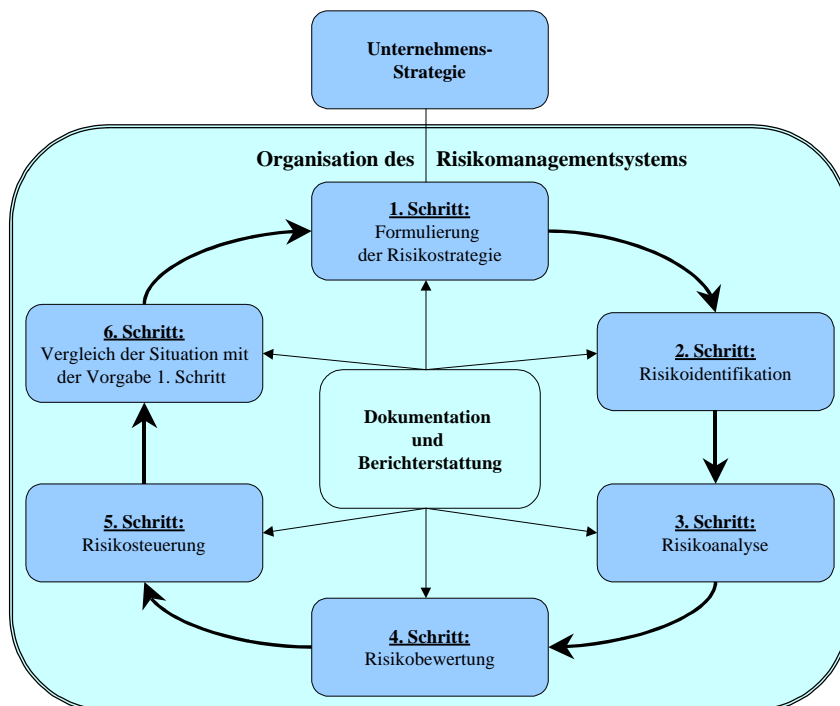 Unternehmens-
Strategie
Organisation des Risikomanagementsystems
1. Schritt:
Formulierung
der Risikostrategie
6. Schritt:
Vergleich der Situation mit
der Vorgabe 1. Schritt
2. Schritt:
Risikoidentifikation
Dokumentation
und
Berichterstattung
5. Schritt:
Risikosteuerung
3. Schritt:
Risikoanalyse
4. Schritt:
Risikobewertung